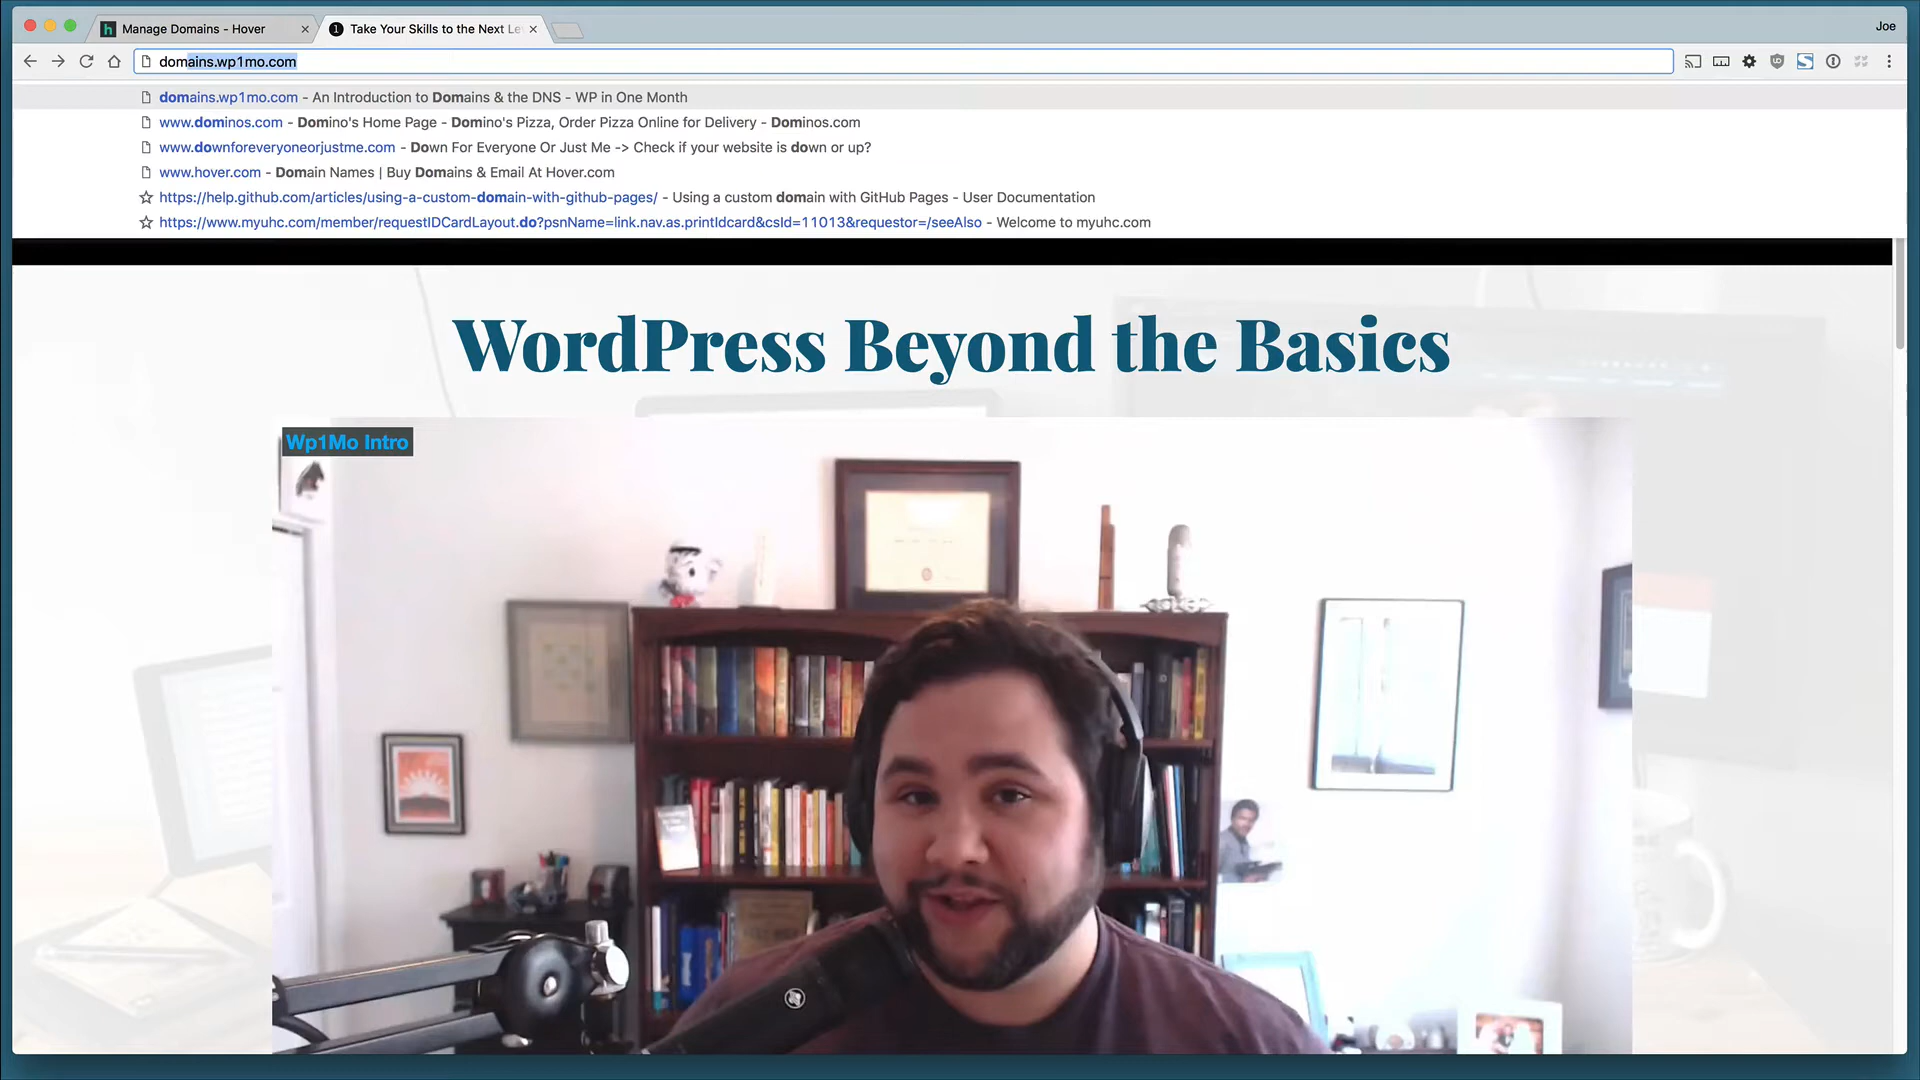 Manage Domains - Hover
Take Your Skills to the Next Le
Joe
domains.wp1mo.com
domains.wp1mo.com - An Introduction to Domains & the DNS - WP in One Month
www.dominos.com - Domino's Home Page - Domino's Pizza, Order Pizza Online for Delivery - Dominos.com
www.downforeveryoneorjustme.com - Down For Everyone Or Just Me -> Check if your website is down or up?
www.hover.com - Domain Names | Buy Domains & Email At Hover.com
https://help.github.com/articles/using-a-custom-domain-with-github-pages/ - Using a custom domain with GitHub Pages - User Documentation
https://www.myuhc.com/member/requestIDCardLayout.do?psnName=link.nav.as.printIdcard&csId=11013&requestor=/seeAlso - Welcome to myuhc.com
WordPress Beyond the Basics
Wp1Mo Intro